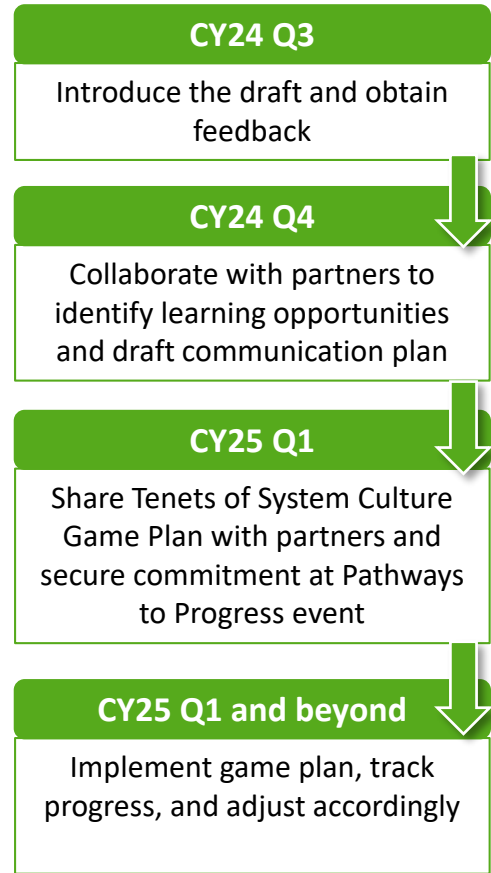 CY24 Q3
Introduce the draft and obtain
feedback
CY24 Q4
Collaborate with partners to
identify learning opportunities
and draft communication plan
CY25 Q1
Share Tenets of System Culture
Game Plan with partners and
secure commitment at Pathways
to Progress event
CY25 Q1 and beyond
Implement game plan, track
progress, and adjust accordingly